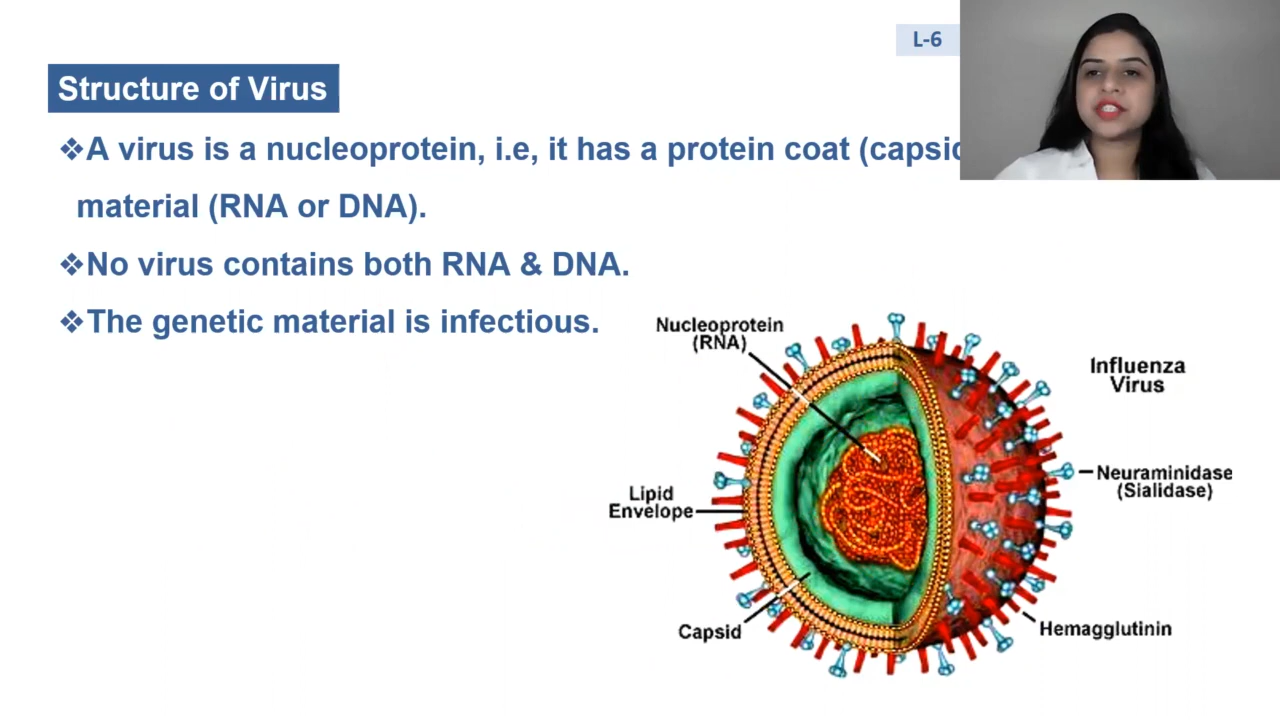 L-6
Structure of Virus
❖A virus is a nucleoprotein, i.e, it has a protein coat
material (RNA or DNA).
❖No virus contains both RNA & DNA.
❖The genetic material is infectious.
Nucleoprotein
(RNA)
Influenza
Virus
Neuraminidase
(Sialidase)
Lipid
Envelope
Capsid
Hemagglutinin